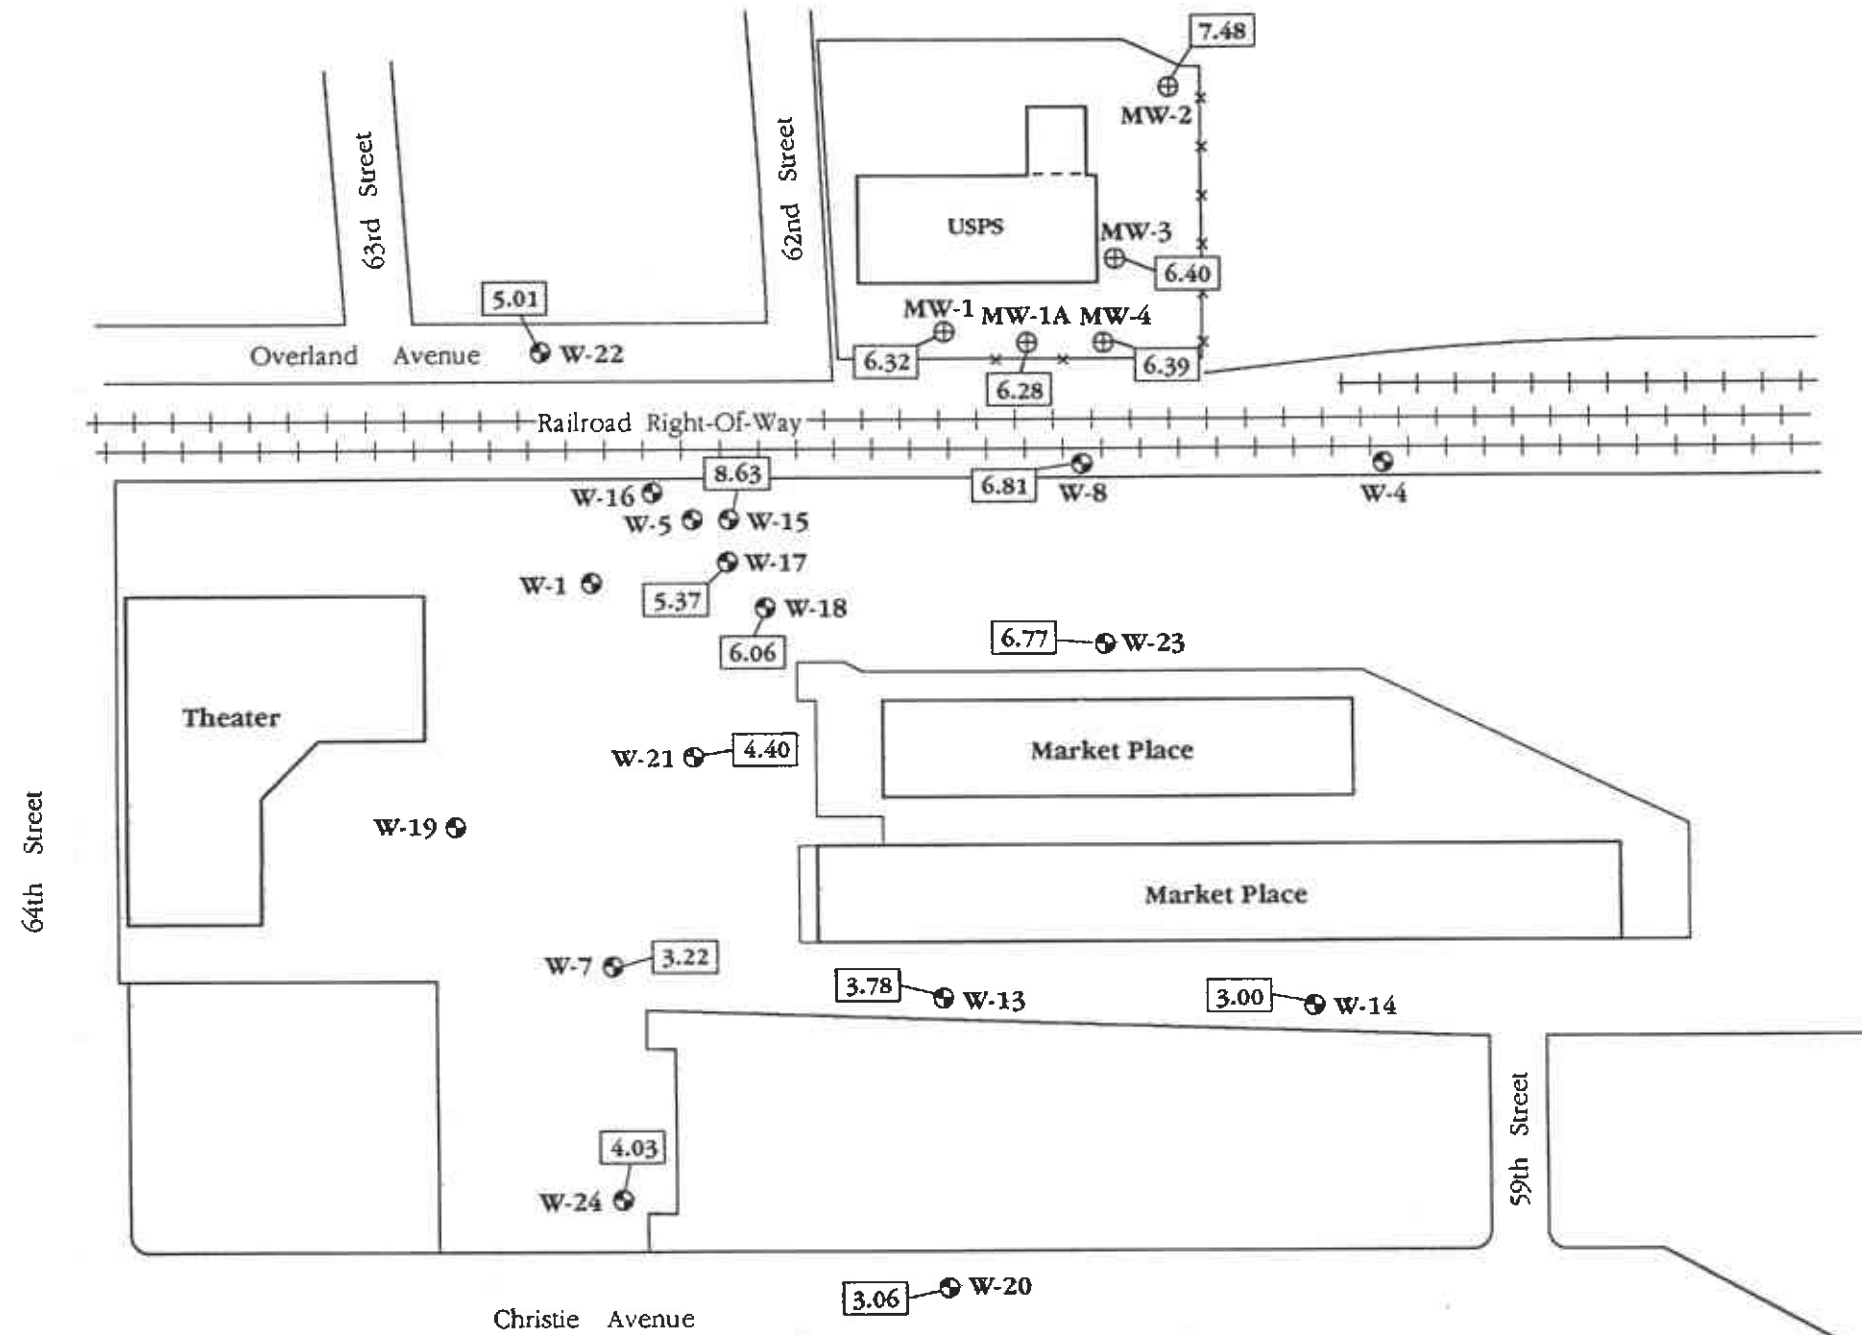 7.48
MW-2
63rd Street
62nd Street
USPS
MW-3
6.40
5.01
W-22
Overland Avenue
MW-1
MW-1A
MW-4
6.32
6.28
6.39
Railroad Right-Of-Way
8.63
W-16
W-5
W-15
6.81
W-8
W-4
W-17
W-1
5.37
W-18
6.06
6.77
W-23
Theater
W-21
4.40
Market Place
64th Street
W-19
Market Place
W-7
3.22
3.78
W-13
3.00
W-14
59th Street
4.03
W-24
3.06
W-20
Christie Avenue